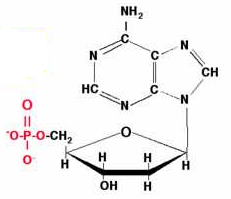 NH₂
N C C N
HC C CH
N N
O
⁻O-P-O-CH₂ O
O⁻ H H H H
OH H